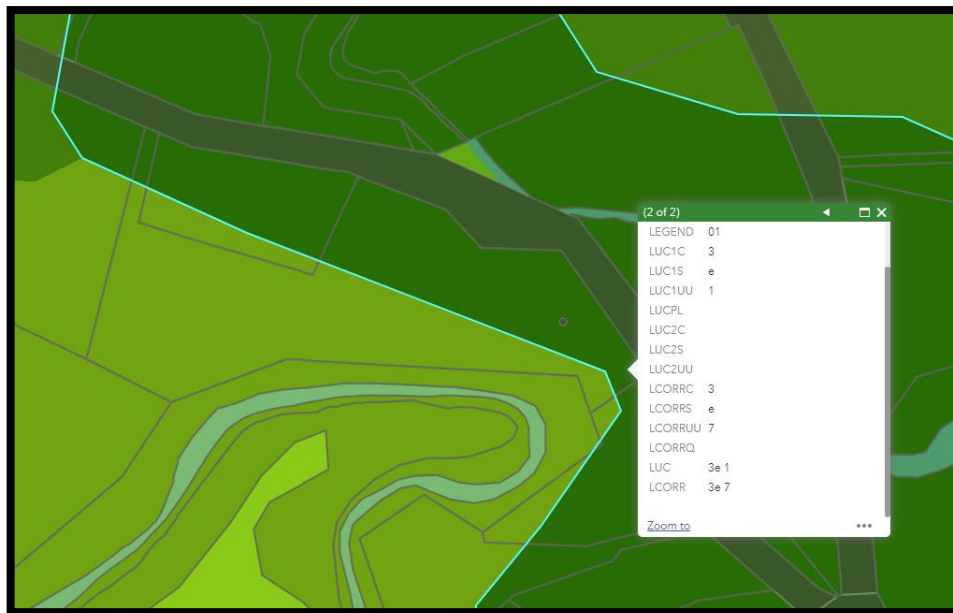 (2 of 2)
LEGEND 01
LUC1C 3
LUC1S e
LUC1UU 1
LUCPL
LUC2C
LUC2S
LUC2UU
LCORRC 3
LCORRS e
LCORRUU 7
LCORRQ
LUC 3e 1
LCORR 3e 7
Zoom to